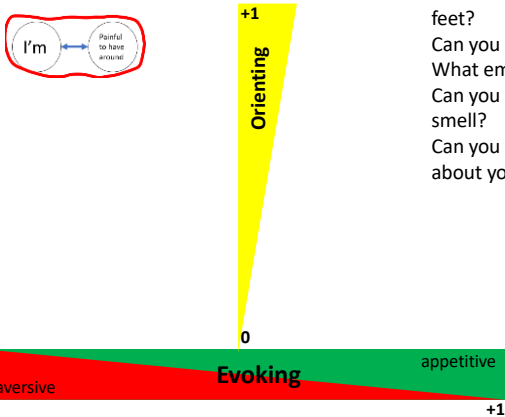 I'm
Painful
to have
around
+1
Orienting
0
feet?
Can you
What em
Can you
smell?
Can you
about yo
Evoking
appetitive
aversive
+1